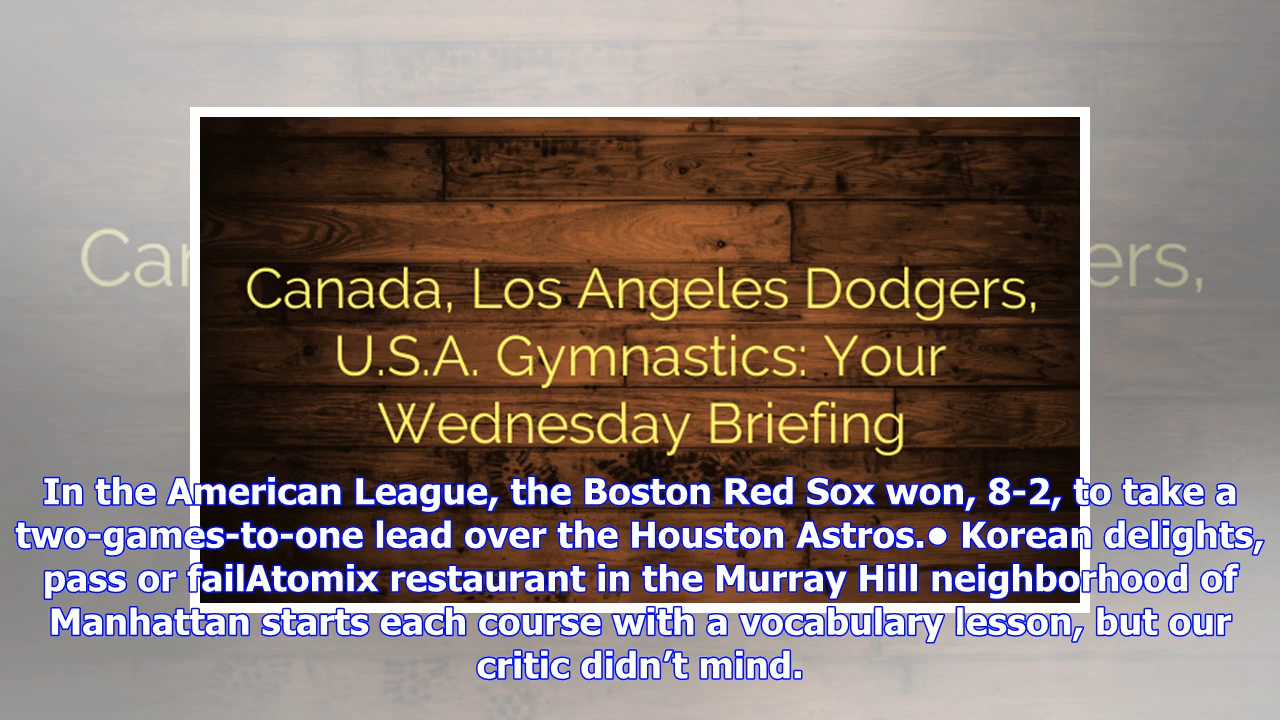 Canada, Los Angeles Dodgers,
U.S.A. Gymnastics: Your
Wednesday Briefing
In the American League, the Boston Red Sox won, 8-2, to take a
two-games-to-one lead over the Houston Astros.● Korean delights,
pass or failAtomix restaurant in the Murray Hill neighborhood of
Manhattan starts each course with a vocabulary lesson, but our
critic didn’t mind.